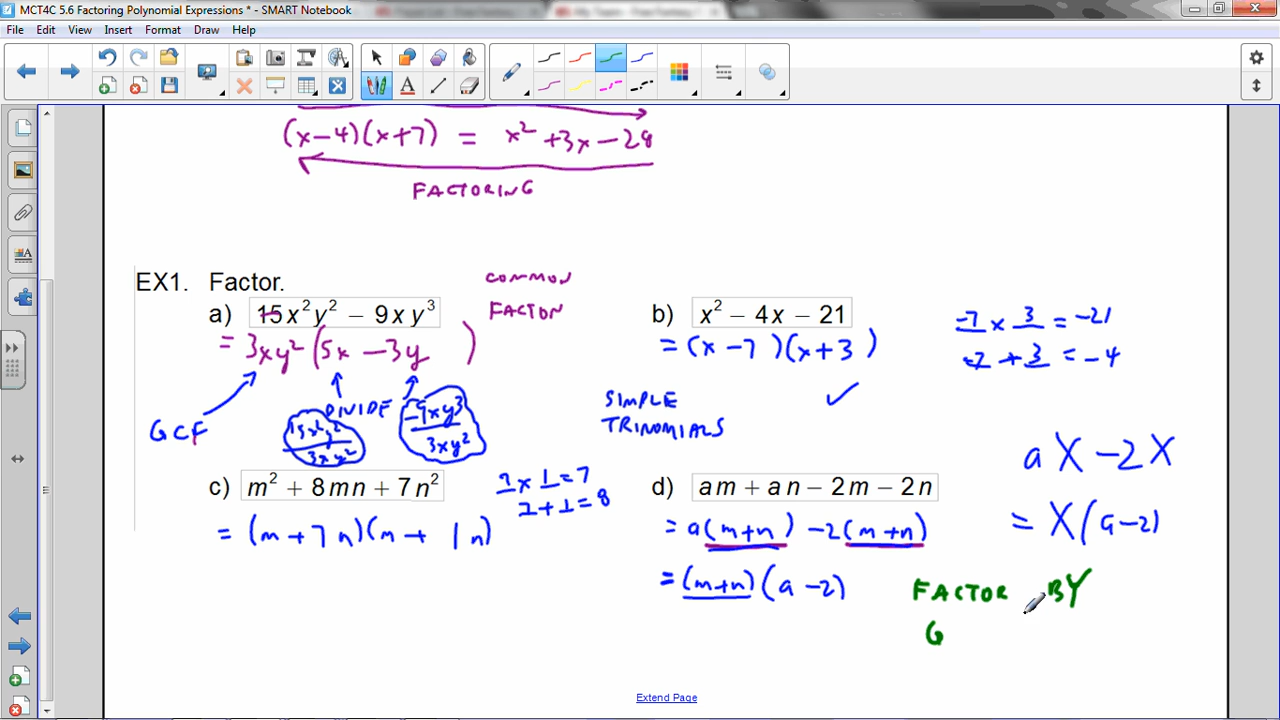 MCT4C 5.6 Factoring Polynomial Expressions * - SMART Notebook
File Edit View Insert Format Draw Help
(x-4)(x+7) = x² +3x-28
FACTORING
EX1. Factor.
COMMON
FACTOR
a) 15x²y² - 9xy³
= 3xy²(5x -3y )
GCF
DIVIDE
15x²y²
3xy²
-9xy³
3xy²
b) x² - 4x - 21
= (x -7)(x+3)
-7 x 3 = -21
-7 + 3 = -4
SIMPLE
TRINOMIALS
c) m² + 8mn + 7n²
= (m +7n)(m + 1n)
7 x 1 = 7
7 + 1 = 8
d) am + an - 2m - 2n
= a(m+n) -2(m+n)
= (m+n)(a-2)
aX -2X
= X(a-2)
FACTOR BY
G
Extend Page